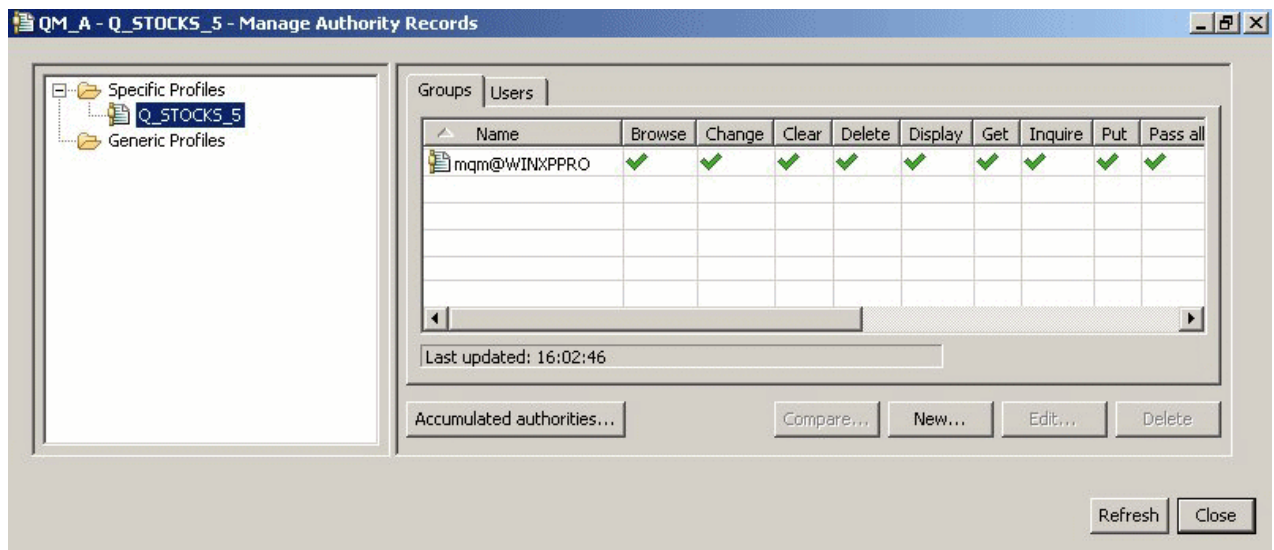 QM_A - Q_STOCKS_5 - Manage Authority Records
Specific Profiles
Q_STOCKS_5
Generic Profiles
Groups Users
Name Browse Change Clear Delete Display Get Inquire Put Pass all
mqm@WINXPPRO
Last updated: 16:02:46
Accumulated authorities... Compare... New... Edit... Delete
Refresh Close